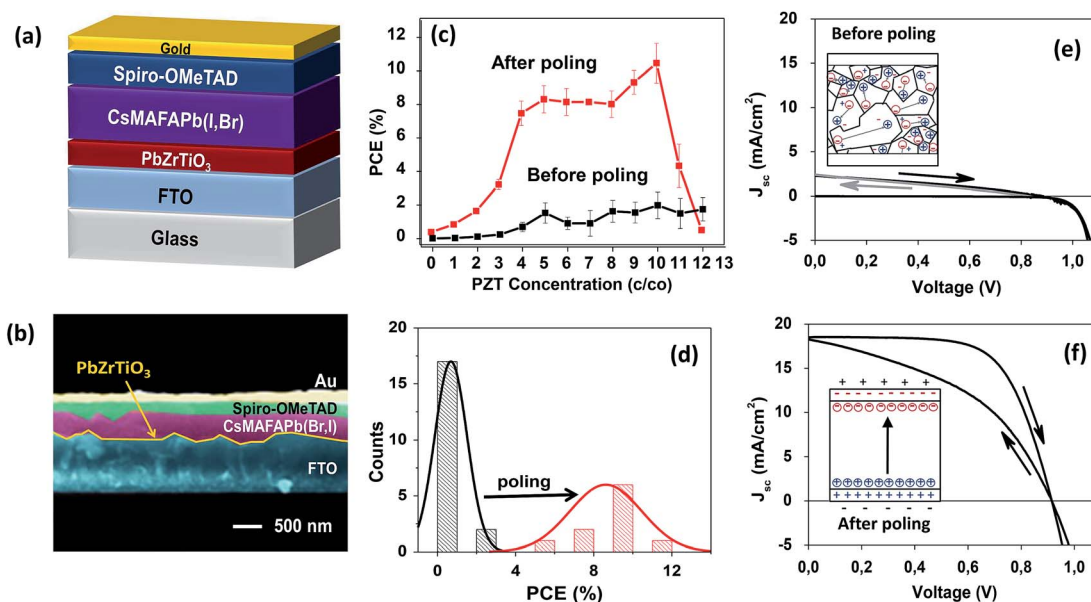 (a)
Gold
Spiro-OMeTAD
CsMAFAPb(I,Br)
PbZrTiO3
FTO
Glass
(b)
PbZrTiO3
Au
Spiro-OMeTAD
CsMAFAPb(Br,I)
FTO
500 nm
(c)
After poling
Before poling
PCE (%)
12
10
8
6
4
2
0
0 1 2 3 4 5 6 7 8 9 10 11 12 13
PZT Concentration (c/co)
(d)
poling
Counts
20
15
10
5
0
0 4 8 12
PCE (%)
(e)
Before poling
Jsc (mA/cm2)
20
15
10
5
0
-5
0,0 0,2 0,4 0,6 0,8 1,0
Voltage (V)
(f)
+ + + + + +
After poling
Jsc (mA/cm2)
20
15
10
5
0
-5
0,0 0,2 0,4 0,6 0,8 1,0
Voltage (V)